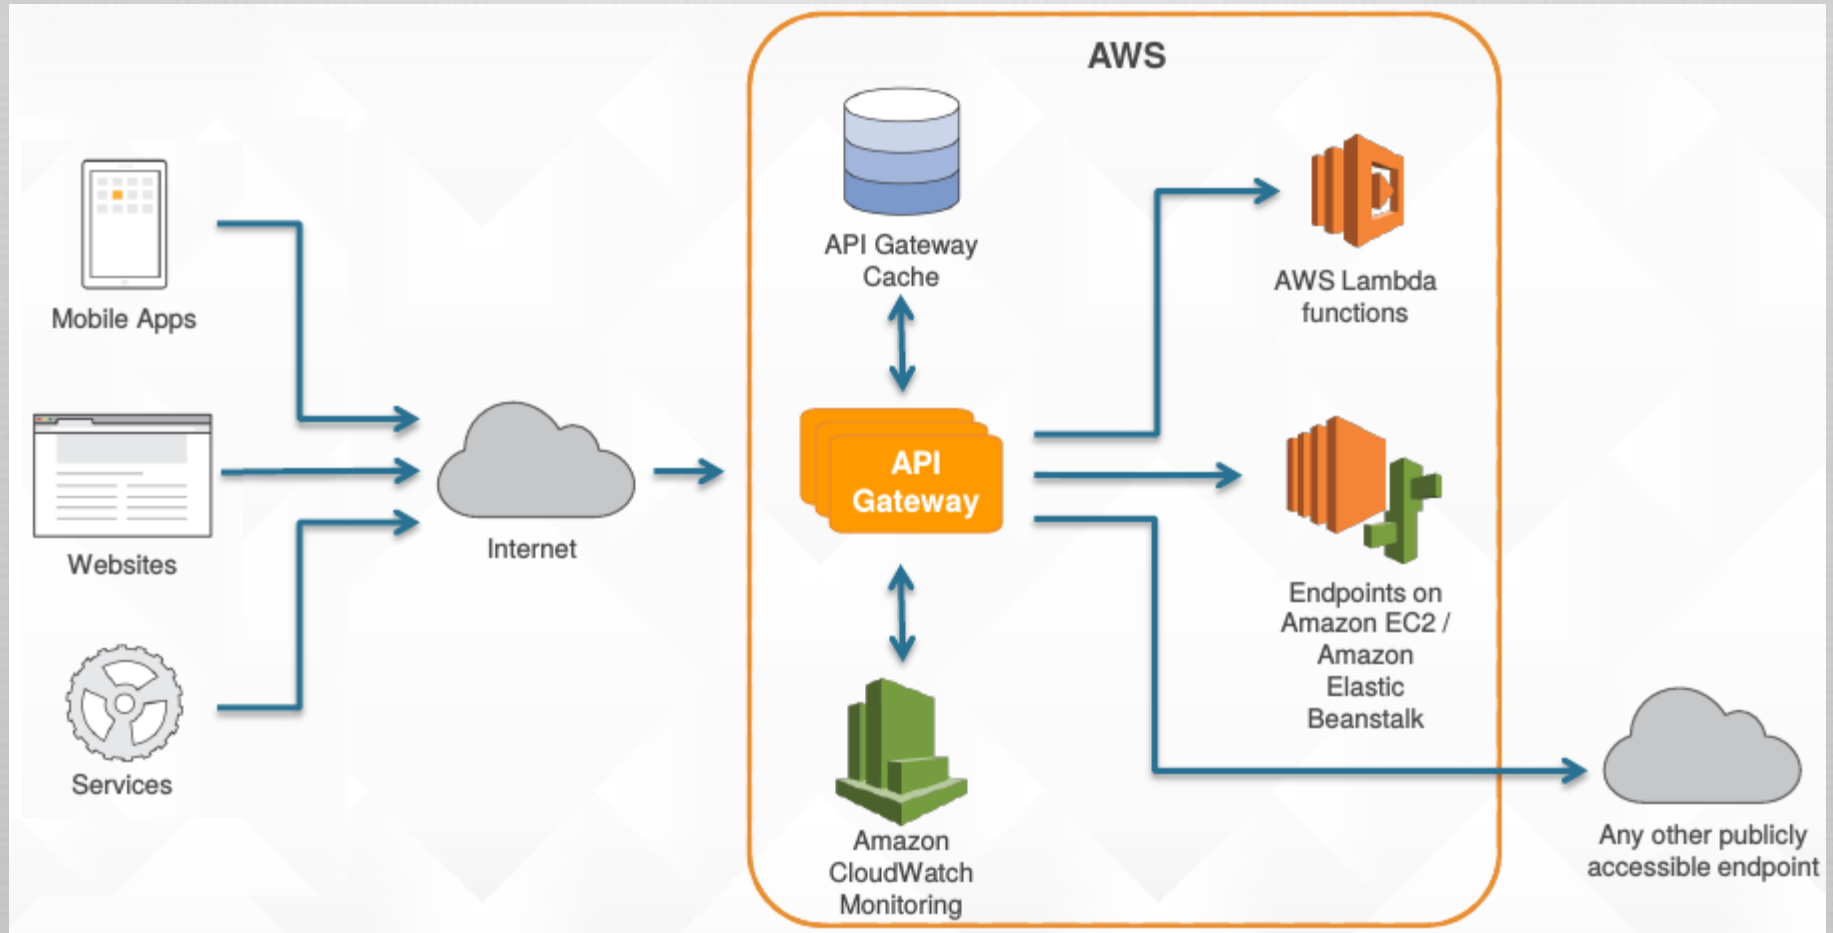 AWS
API Gateway
Cache
AWS Lambda
functions
Mobile Apps
API
Gateway
Websites
Internet
Endpoints on
Amazon EC2 /
Amazon
Elastic
Beanstalk
Services
Amazon
CloudWatch
Monitoring
Any other publicly
accessible endpoint